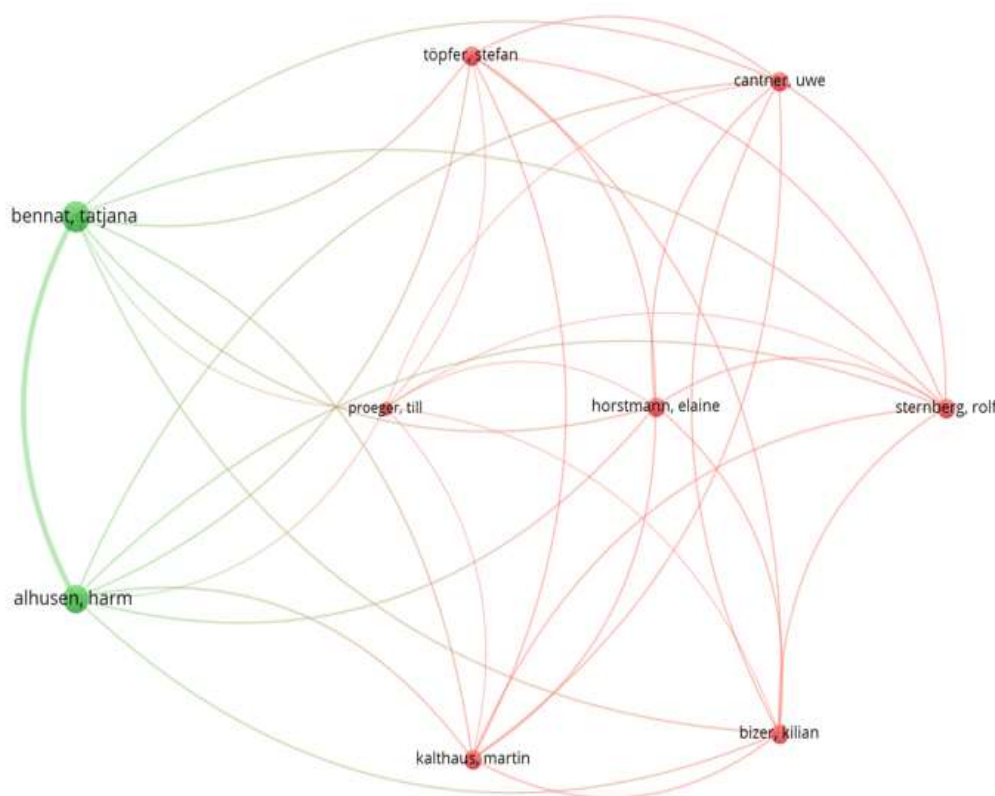 töpfer, stefan
cantner, uwe
bennat, tatjana
proeger, till
horstmann, elaine
sternberg, rolf
alhusen, harm
kalthaus, martin
bizer, kilian